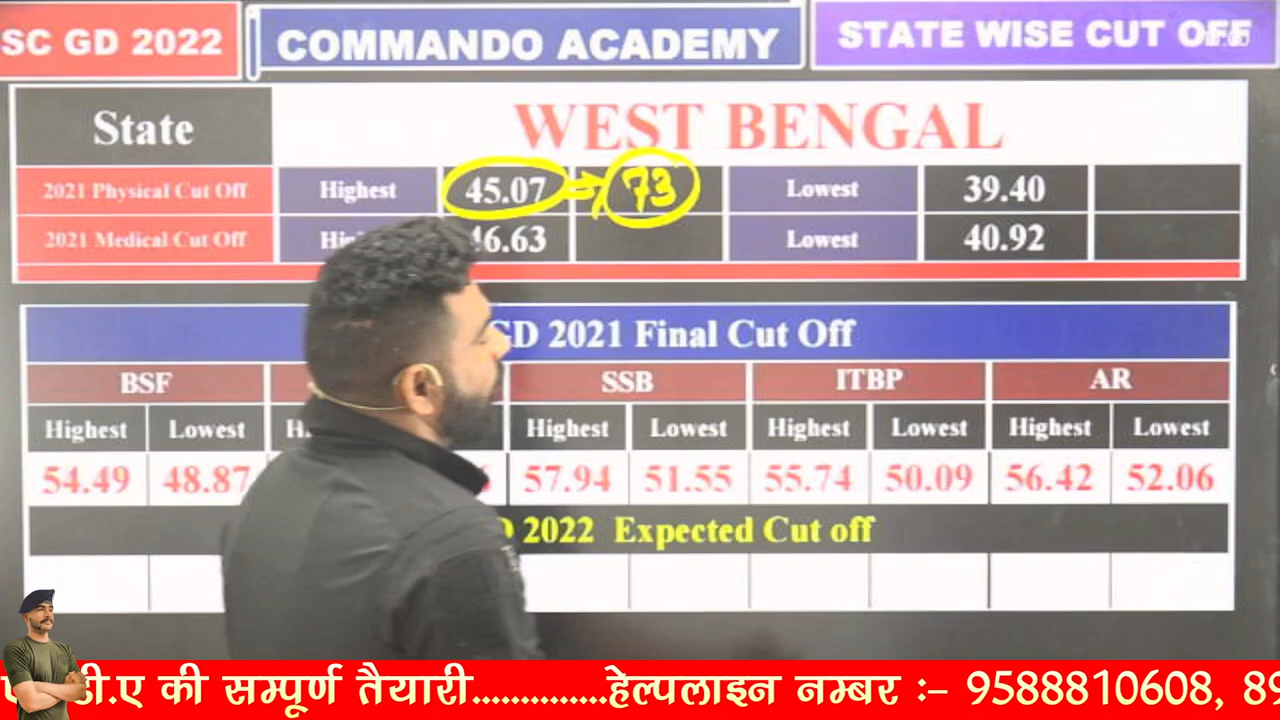 SC GD 2022
COMMANDO ACADEMY
STATE WISE CUT OFF
State WEST BENGAL
2021 Physical Cut Off Highest 45.07 73 Lowest 39.40
2021 Medical Cut Off 46.63 Lowest 40.92
GD 2021 Final Cut Off
BSF SSB ITBP AR
Highest Lowest Highest Lowest Highest Lowest Highest Lowest
54.49 48.87 57.94 51.55 55.74 50.09 56.42 52.06
2022 Expected Cut off
डी.ए की सम्पूर्ण तैयारी..............हेल्पलाइन नम्बर :- 9588810608, 89